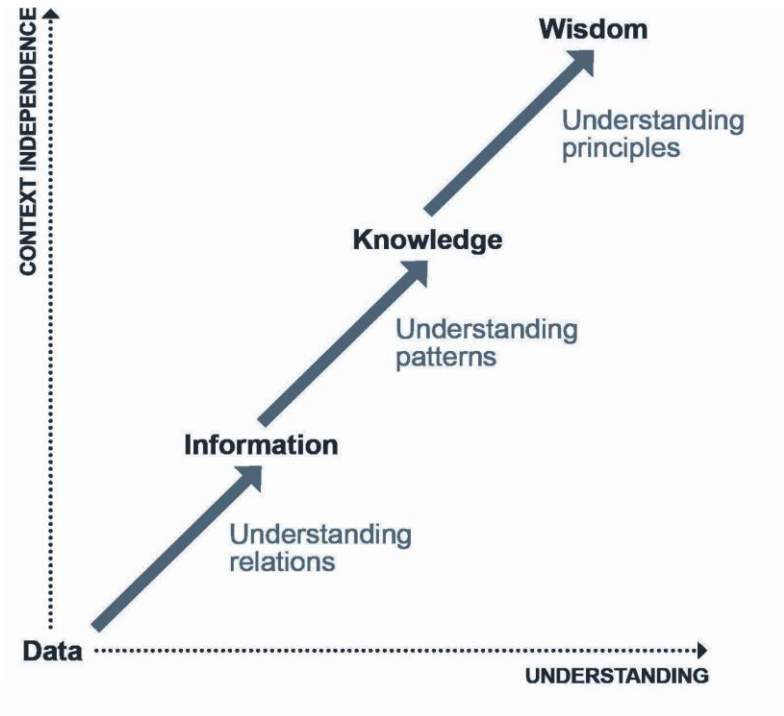 CONTEXT INDEPENDENCE
Wisdom
Understanding
principles
Knowledge
Understanding
patterns
Information
Understanding
relations
Data
UNDERSTANDING